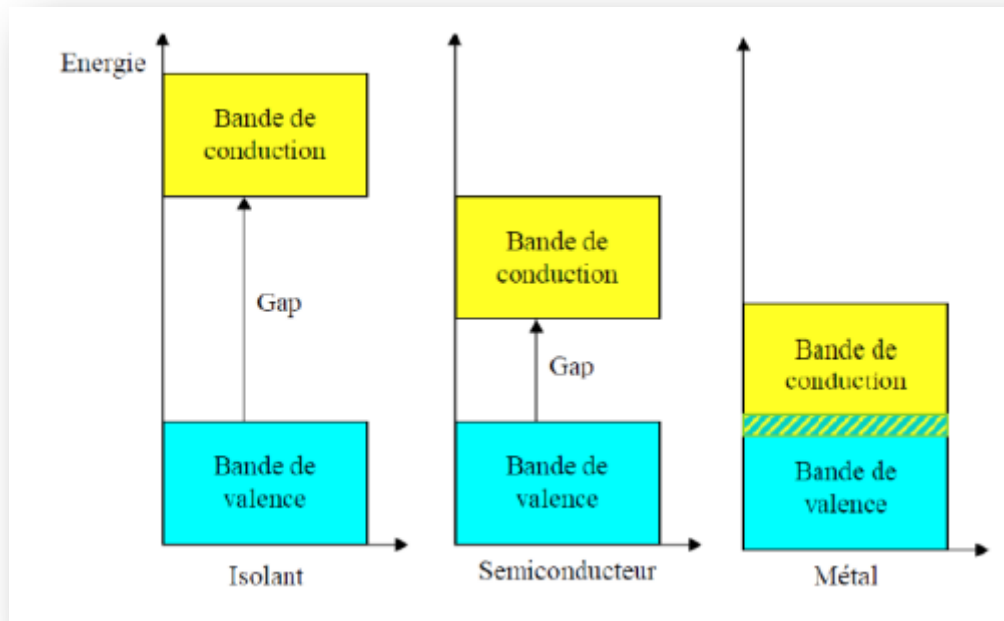 Energie
Bande de
conduction
Gap
Bande de
valence
Isolant
Bande de
conduction
Gap
Bande de
valence
Semiconducteur
Bande de
conduction
Bande de
valence
Métal